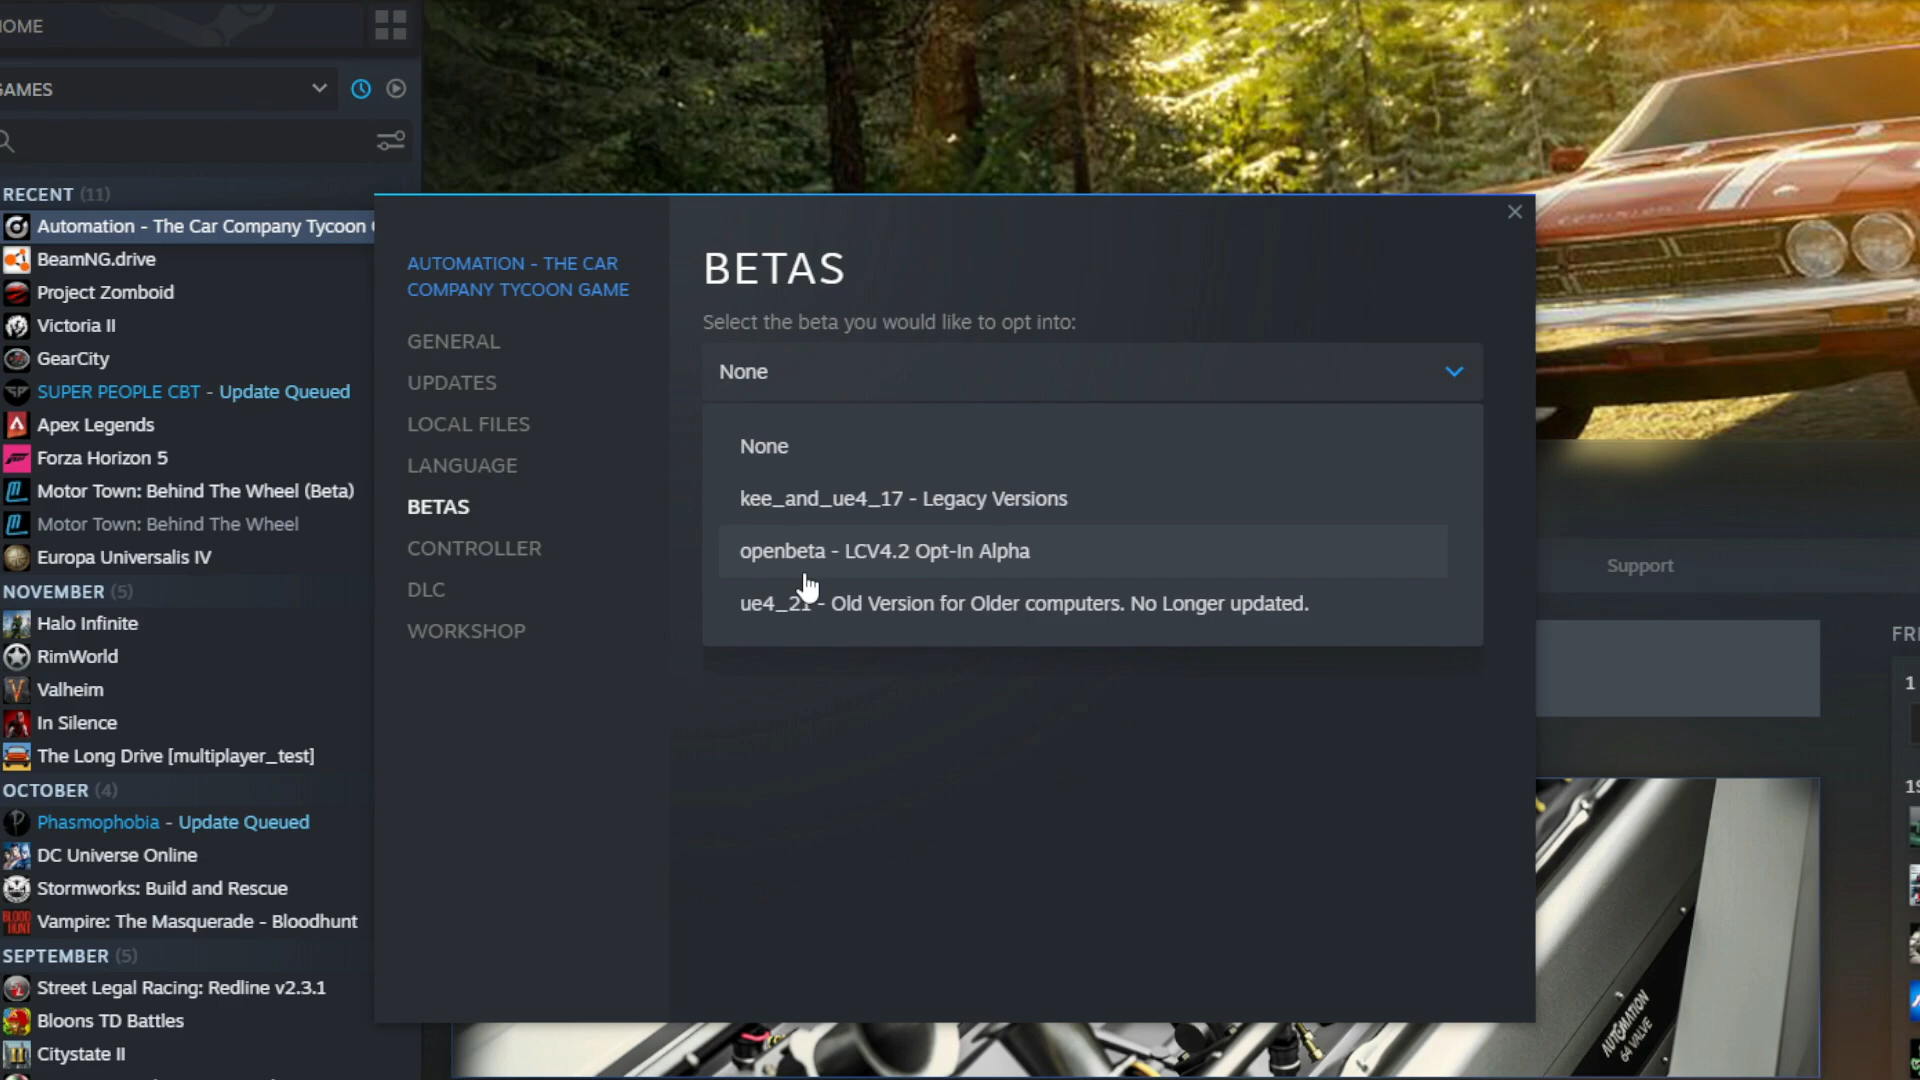 GAMES
RECENT (11)
Automation - The Car Company Tycoon
BeamNG.drive
Project Zomboid
Victoria II
GearCity
SUPER PEOPLE CBT - Update Queued
Apex Legends
Forza Horizon 5
Motor Town: Behind The Wheel (Beta)
Motor Town: Behind The Wheel
Europa Universalis IV
NOVEMBER (5)
Halo Infinite
RimWorld
Valheim
In Silence
The Long Drive [multiplayer_test]
OCTOBER (4)
Phasmophobia - Update Queued
DC Universe Online
Stormworks: Build and Rescue
Vampire: The Masquerade - Bloodhunt
SEPTEMBER (5)
Street Legal Racing: Redline v2.3.1
Bloons TD Battles
Citystate II
AUTOMATION - THE CAR
COMPANY TYCOON GAME
GENERAL
UPDATES
LOCAL FILES
LANGUAGE
BETAS
CONTROLLER
DLC
WORKSHOP
BETAS
Select the beta you would like to opt into:
None
None
kee_and_ue4_17 - Legacy Versions
openbeta - LCV4.2 Opt-In Alpha
ue4_21 - Old Version for Older computers. No Longer updated.
Support
AUTOMATION
64 VALVE